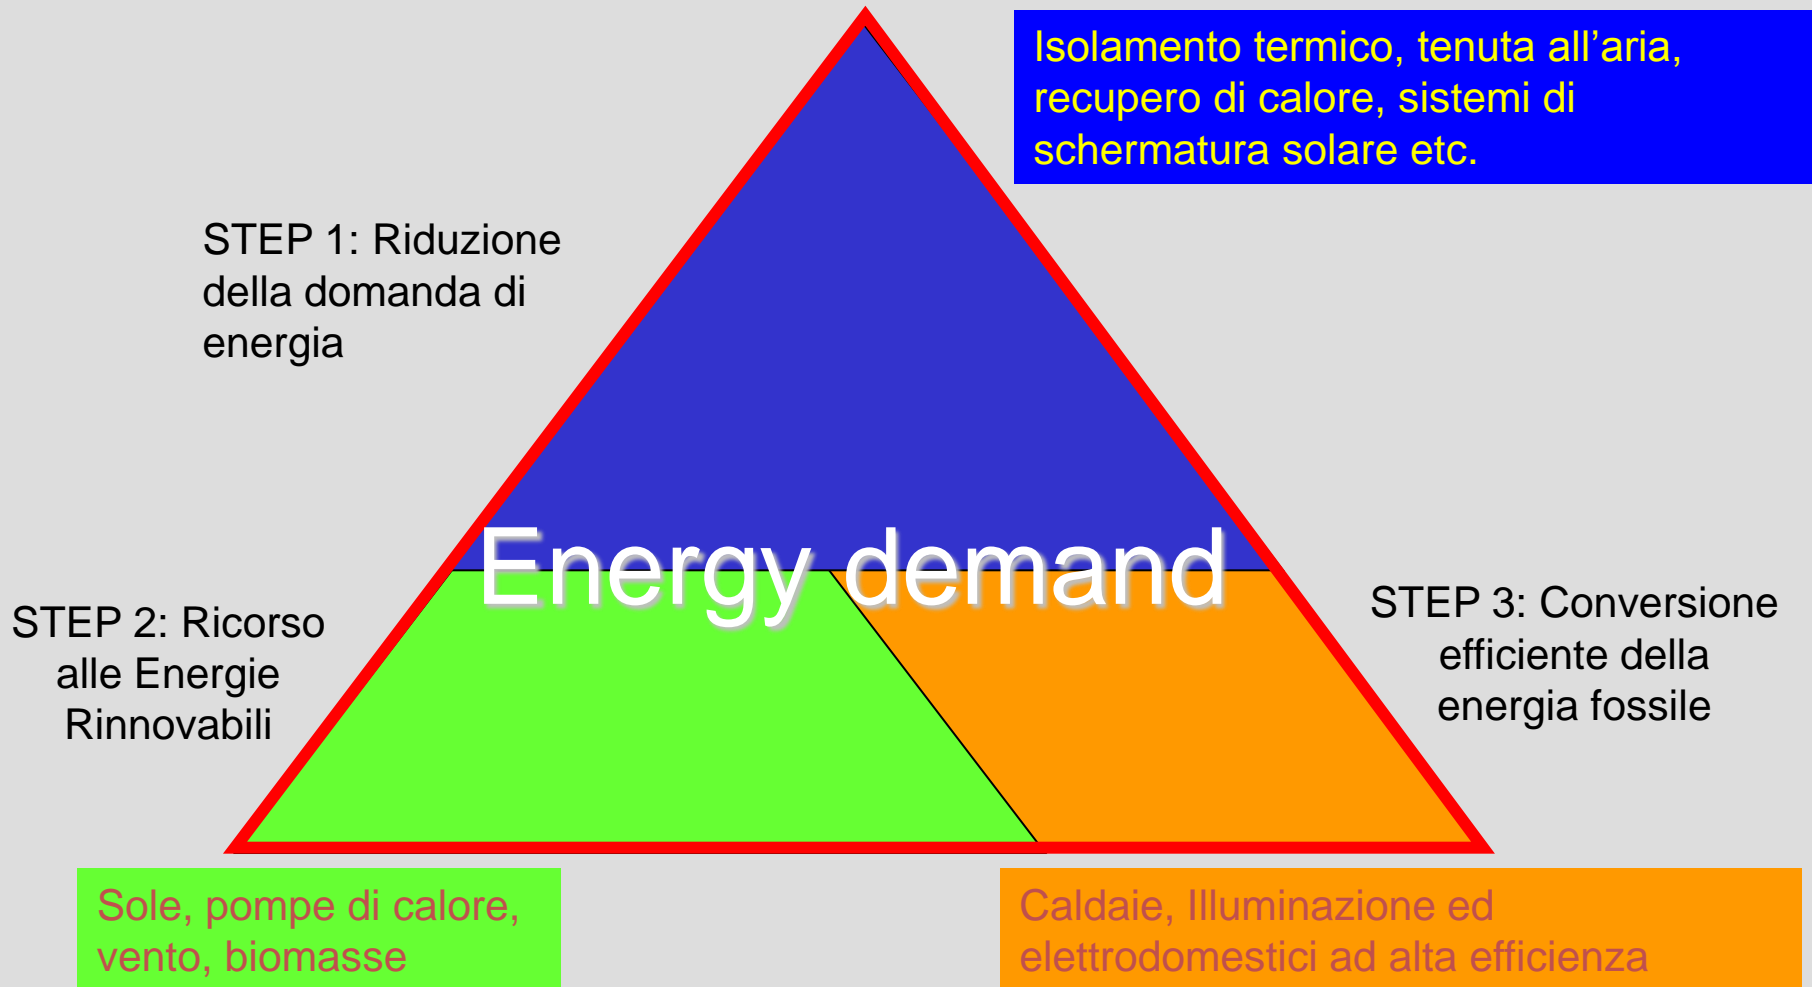 Isolamento termico, tenuta all’aria,
recupero di calore, sistemi di
schermatura solare etc.
STEP 1: Riduzione
della domanda di
energia
Energy demand
STEP 2: Ricorso
alle Energie
Rinnovabili
STEP 3: Conversione
efficiente della
energia fossile
Sole, pompe di calore,
vento, biomasse
Caldaie, Illuminazione ed
elettrodomestici ad alta efficienza